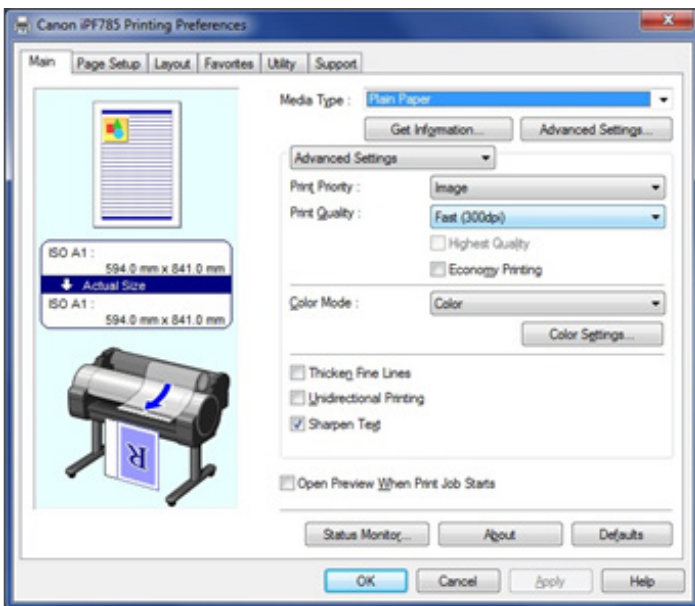 Canon iPF785 Printing Preferences
Main Page Setup Layout Favorites Utility Support
Media Type : Plain Paper
Get Information... Advanced Settings...
Advanced Settings
Print Priority : Image
Print Quality : Fast (300dpi)
Highest Quality
Economy Printing
ISO A1 :
594.0 mm x 841.0 mm
Actual Size
ISO A1 :
594.0 mm x 841.0 mm
Color Mode : Color
Color Settings...
Thicken Fine Lines
Unidirectional Printing
Sharpen Text
R
Open Preview When Print Job Starts
Status Monitor... About Defaults
OK Cancel Apply Help